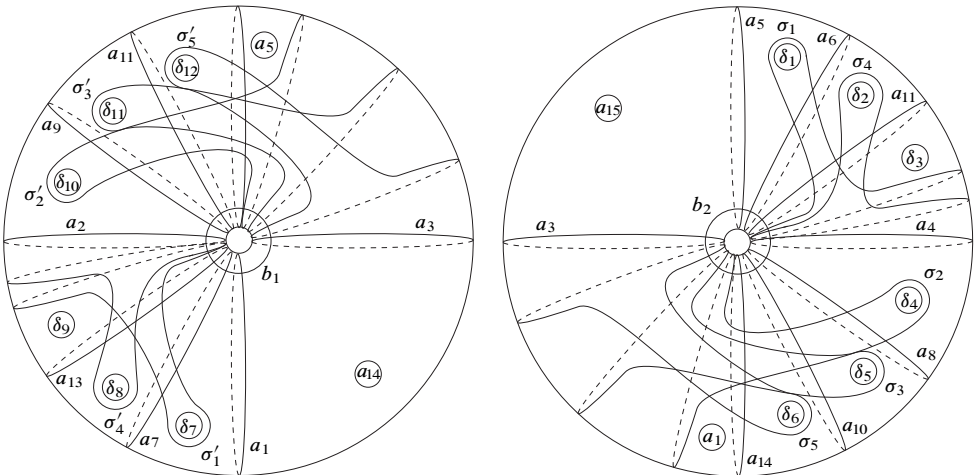 a₁₁ σ′₅ a₅
δ₁₂
σ′₃ δ₁₁
a₉
δ₁₀
σ′₂
a₂ a₃
b₁
δ₉
a₁₃ δ₈ a₁₄
σ′₄ a₇ δ₇
σ′₁ a₁
a₅ σ₁ a₆
δ₁ σ₄
δ₂ a₁₁
a₁₅
δ₃
b₂
a₃ a₄
σ₂
δ₄
a₈
δ₅
σ₃
δ₆
a₁ σ₅ a₁₀
a₁₄